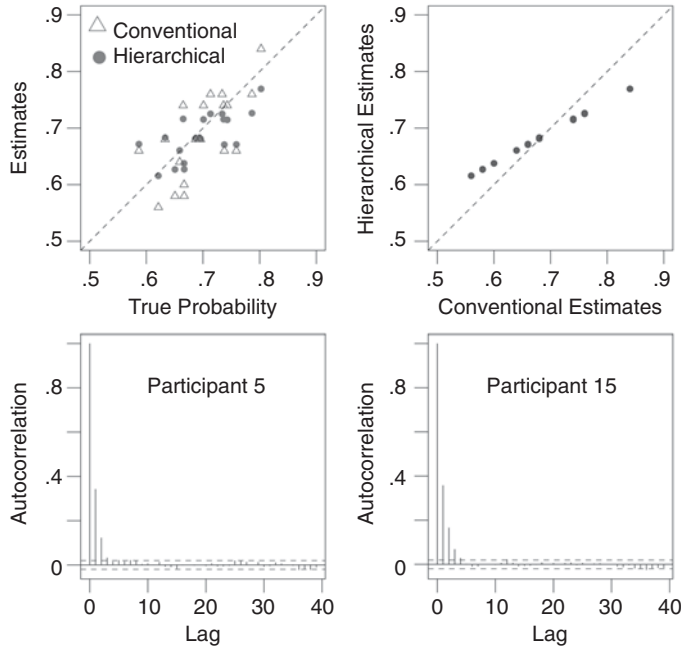 .9
.8
.7
.6
.5
Estimates
Conventional
Hierarchical
.5 .6 .7 .8 .9
True Probability
.9
.8
.7
.6
.5
Hierarchical Estimates
.5 .6 .7 .8 .9
Conventional Estimates
.8
.4
0
Autocorrelation
Participant 5
0 10 20 30 40
Lag
.8
.4
0
Autocorrelation
Participant 15
0 10 20 30 40
Lag